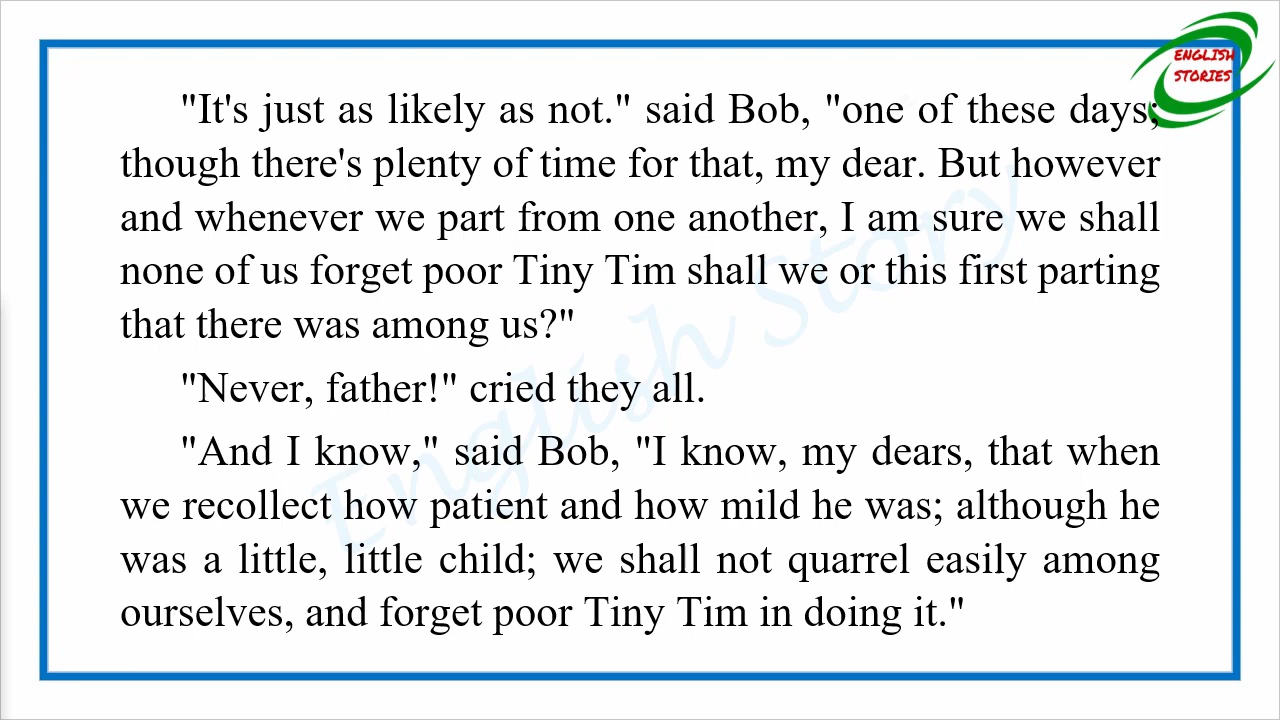 ENGLISH
STORIES
"It's just as likely as not." said Bob, "one of these days;
though there's plenty of time for that, my dear. But however
and whenever we part from one another, I am sure we shall
none of us forget poor Tiny Tim shall we or this first parting
that there was among us?"
"Never, father!" cried they all.
"And I know," said Bob, "I know, my dears, that when
we recollect how patient and how mild he was; although he
was a little, little child; we shall not quarrel easily among
ourselves, and forget poor Tiny Tim in doing it."
English Story